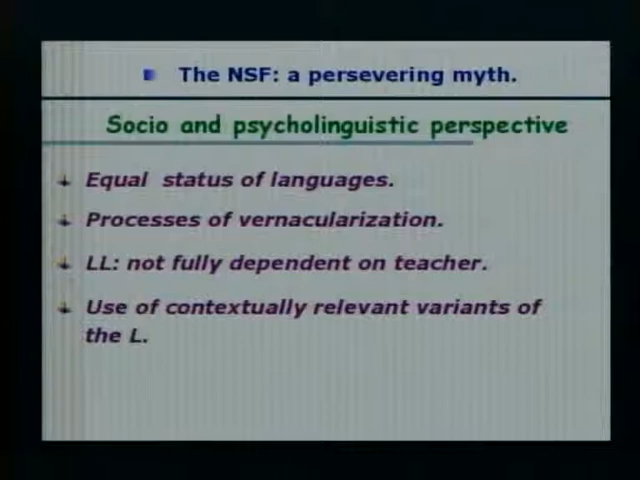 The NSF: a persevering myth.
Socio and psycholinguistic perspective
Equal status of languages.
Processes of vernacularization.
LL: not fully dependent on teacher.
Use of contextually relevant variants of
the L.